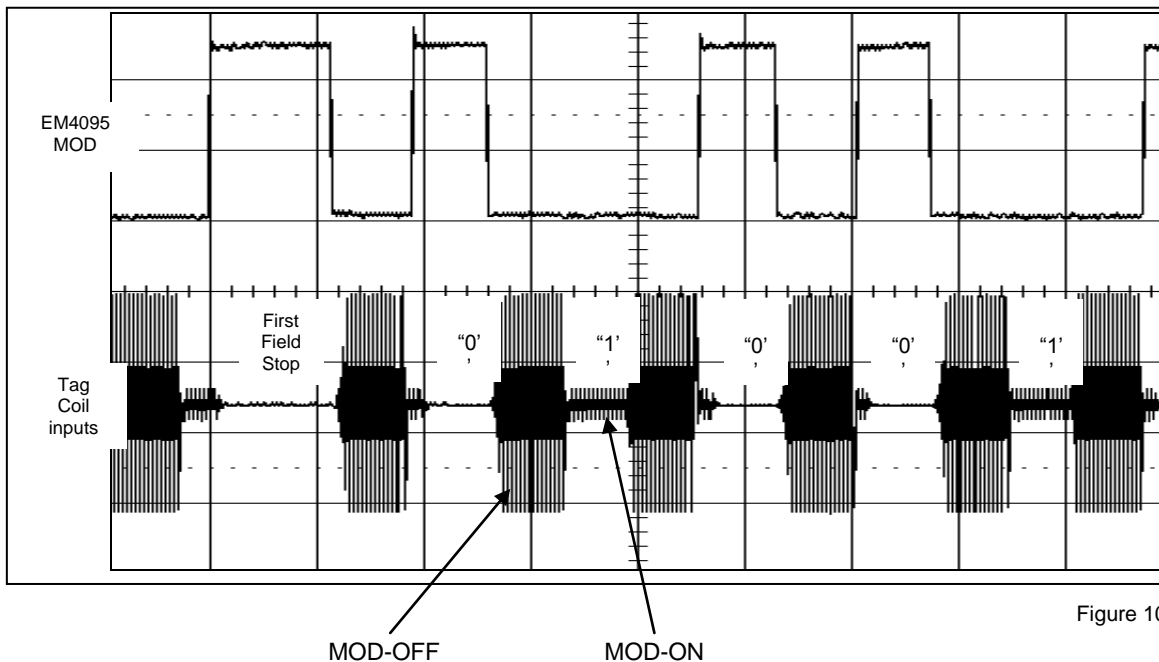 EM4095
MOD
First
Field
Stop
“0’
’
“1’
’
“0’
’
“0’
’
“1’
’
Tag
Coil
inputs
Figure 10
MOD-OFF
MOD-ON